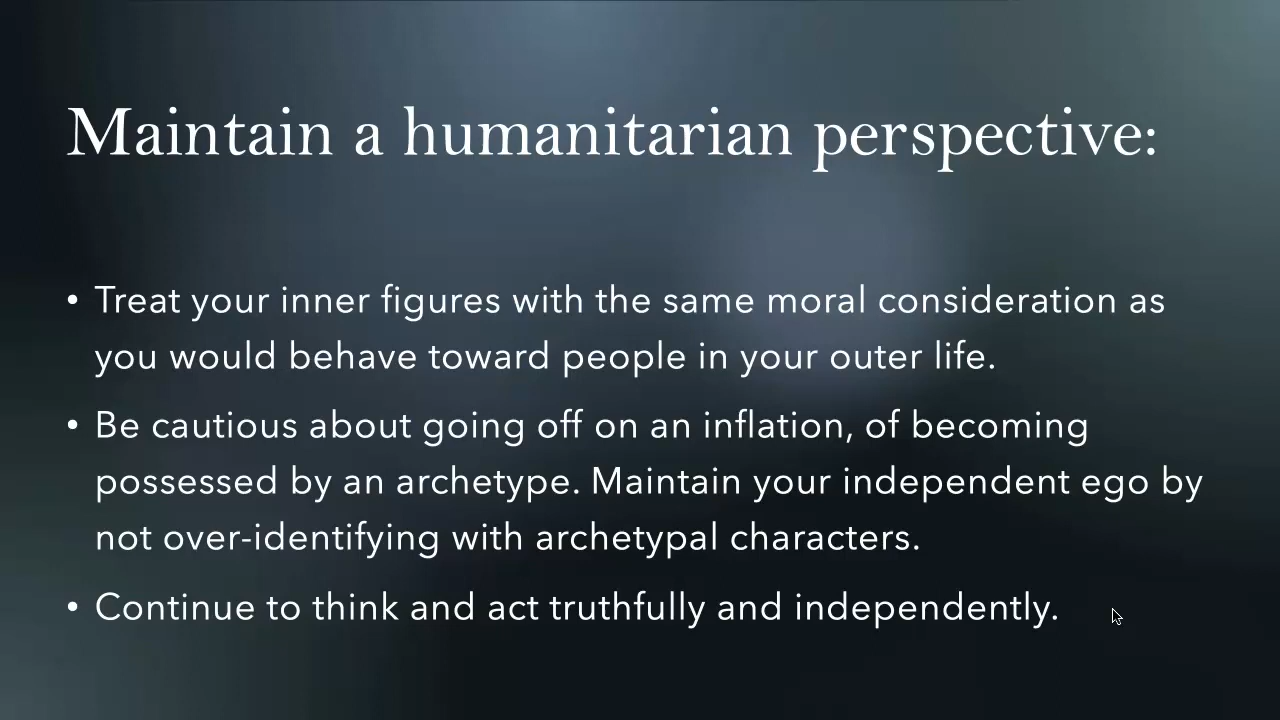 Maintain a humanitarian perspective:
• Treat your inner figures with the same moral consideration as
you would behave toward people in your outer life.
• Be cautious about going off on an inflation, of becoming
possessed by an archetype. Maintain your independent ego by
not over-identifying with archetypal characters.
• Continue to think and act truthfully and independently.